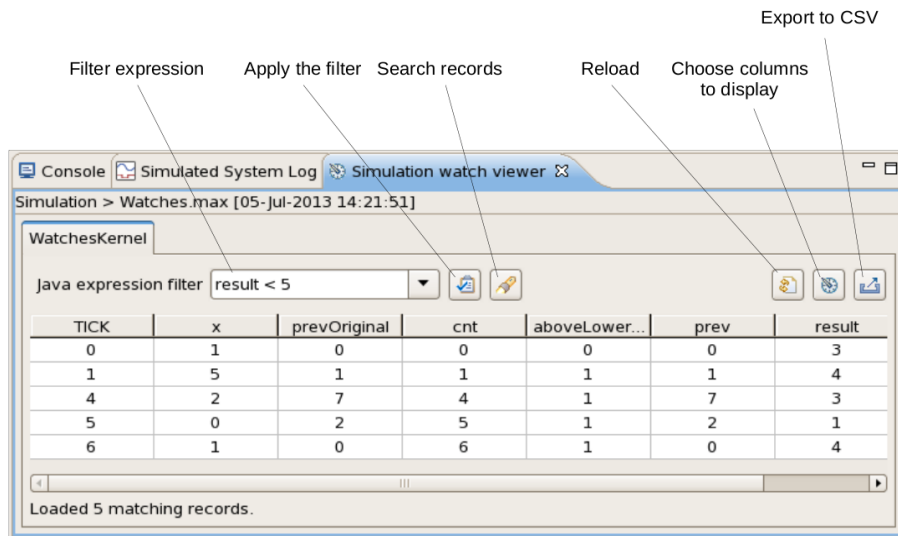 Export to CSV
Filter expression Apply the filter Search records Reload Choose columns
to display
Console Simulated System Log Simulation watch viewer
Simulation > Watches.max [05-Jul-2013 14:21:51]
WatchesKernel
Java expression filter result < 5
TICK x prevOriginal cnt aboveLower... prev result
0 1 0 0 0 0 3
1 5 1 1 1 1 4
4 2 7 4 1 7 3
5 0 2 5 1 2 1
6 1 0 6 1 0 4
Loaded 5 matching records.